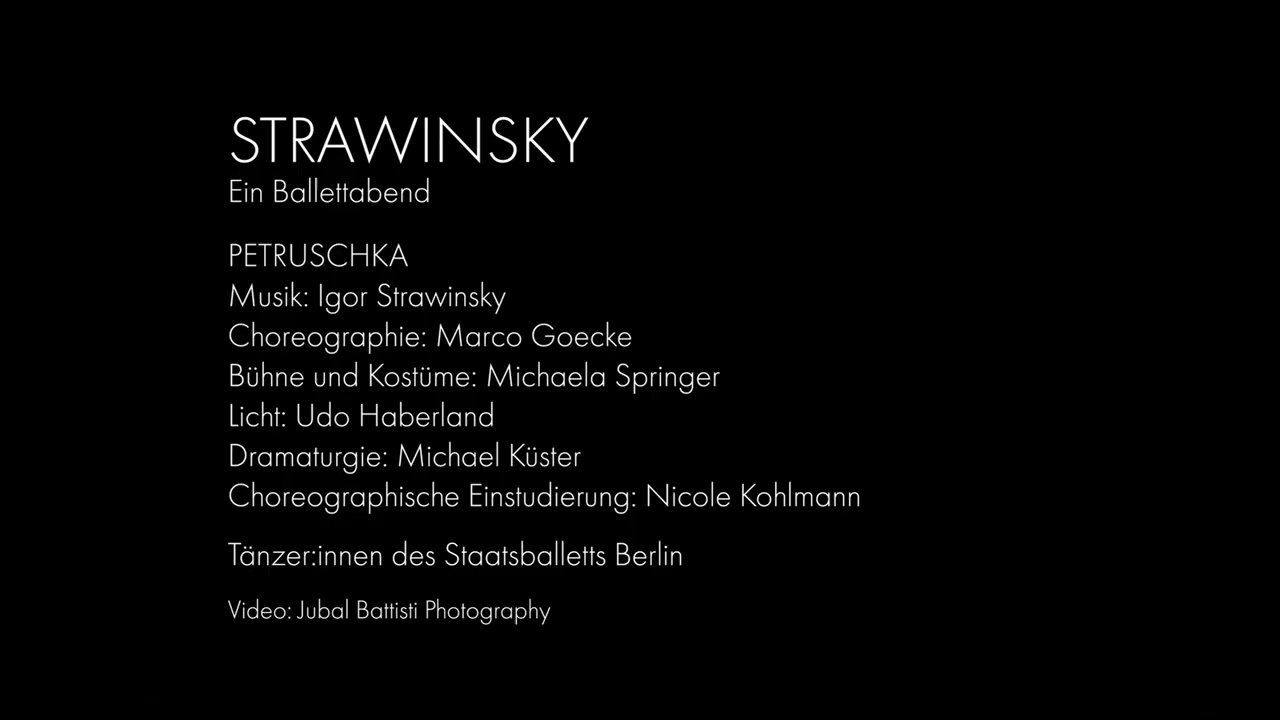 STRAWINSKY
Ein Ballettabend
PETRUSCHKA
Musik: Igor Strawinsky
Choreographie: Marco Goecke
Bühne und Kostüme: Michaela Springer
Licht: Udo Haberland
Dramaturgie: Michael Küster
Choreographische Einstudierung: Nicole Kohlmann
Tänzer:innen des Staatsballetts Berlin
Video: Jubal Battisti Photography